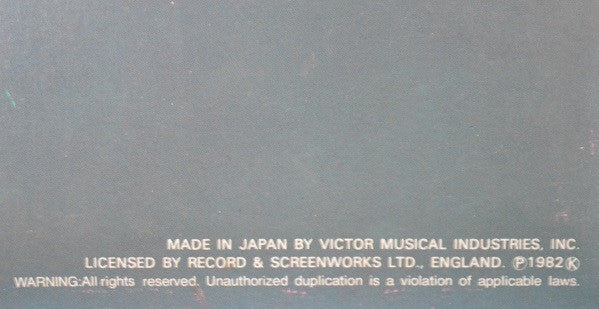 MADE IN JAPAN BY VICTOR MUSICAL INDUSTRIES, INC.
LICENSED BY RECORD & SCREENWORKS LTD., ENGLAND. Ⓟ1982Ⓚ
WARNING:All rights reserved. Unauthorized duplication is a violation of applicable laws.